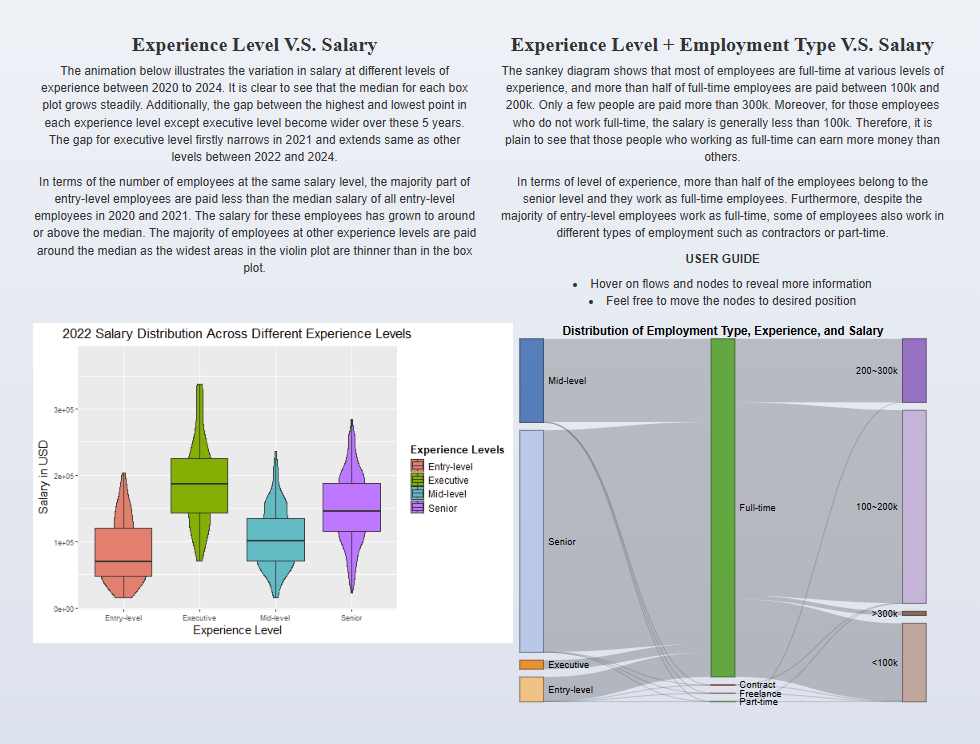 Experience Level V.S. Salary
The animation below illustrates the variation in salary at different levels of
experience between 2020 to 2024. It is clear to see that the median for each box
plot grows steadily. Additionally, the gap between the highest and lowest point in
each experience level except executive level become wider over these 5 years.
The gap for executive level firstly narrows in 2021 and extends same as other
levels between 2022 and 2024.
In terms of the number of employees at the same salary level, the majority part of
entry-level employees are paid less than the median salary of all entry-level
employees in 2020 and 2021. The salary for these employees has grown to around
or above the median. The majority of employees at other experience levels are paid
around the median as the widest areas in the violin plot are thinner than in the box
plot.
Experience Level + Employment Type V.S. Salary
The sankey diagram shows that most of employees are full-time at various levels of
experience, and more than half of full-time employees are paid between 100k and
200k. Only a few people are paid more than 300k. Moreover, for those employees
who do not work full-time, the salary is generally less than 100k. Therefore, it is
plain to see that those people who working as full-time can earn more money than
others.
In terms of level of experience, more than half of the employees belong to the
senior level and they work as full-time employees. Furthermore, despite the
majority of entry-level employees work as full-time, some of employees also work in
different types of employment such as contractors or part-time.
USER GUIDE
• Hover on flows and nodes to reveal more information
• Feel free to move the nodes to desired position
2022 Salary Distribution Across Different Experience Levels
Salary in USD
3e+05
2e+05
1e+05
0e+00
Entry-level
Executive
Mid-level
Senior
Experience Level
Experience Levels
Entry-level
Executive
Mid-level
Senior
Distribution of Employment Type, Experience, and Salary
Mid-level
Senior
Executive
Entry-level
Full-time
Contract
Freelance
Part-time
200~300k
100~200k
>300k
<100k